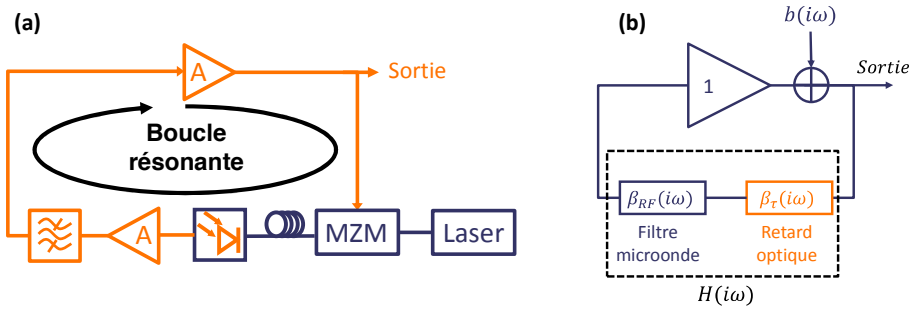 (a)
A
Sortie
Boucle
résonante
A
MZM
Laser
(b)
b(iω)
1
Sortie
β_RF(iω)
β_τ(iω)
Filtre
microonde
Retard
optique
H(iω)